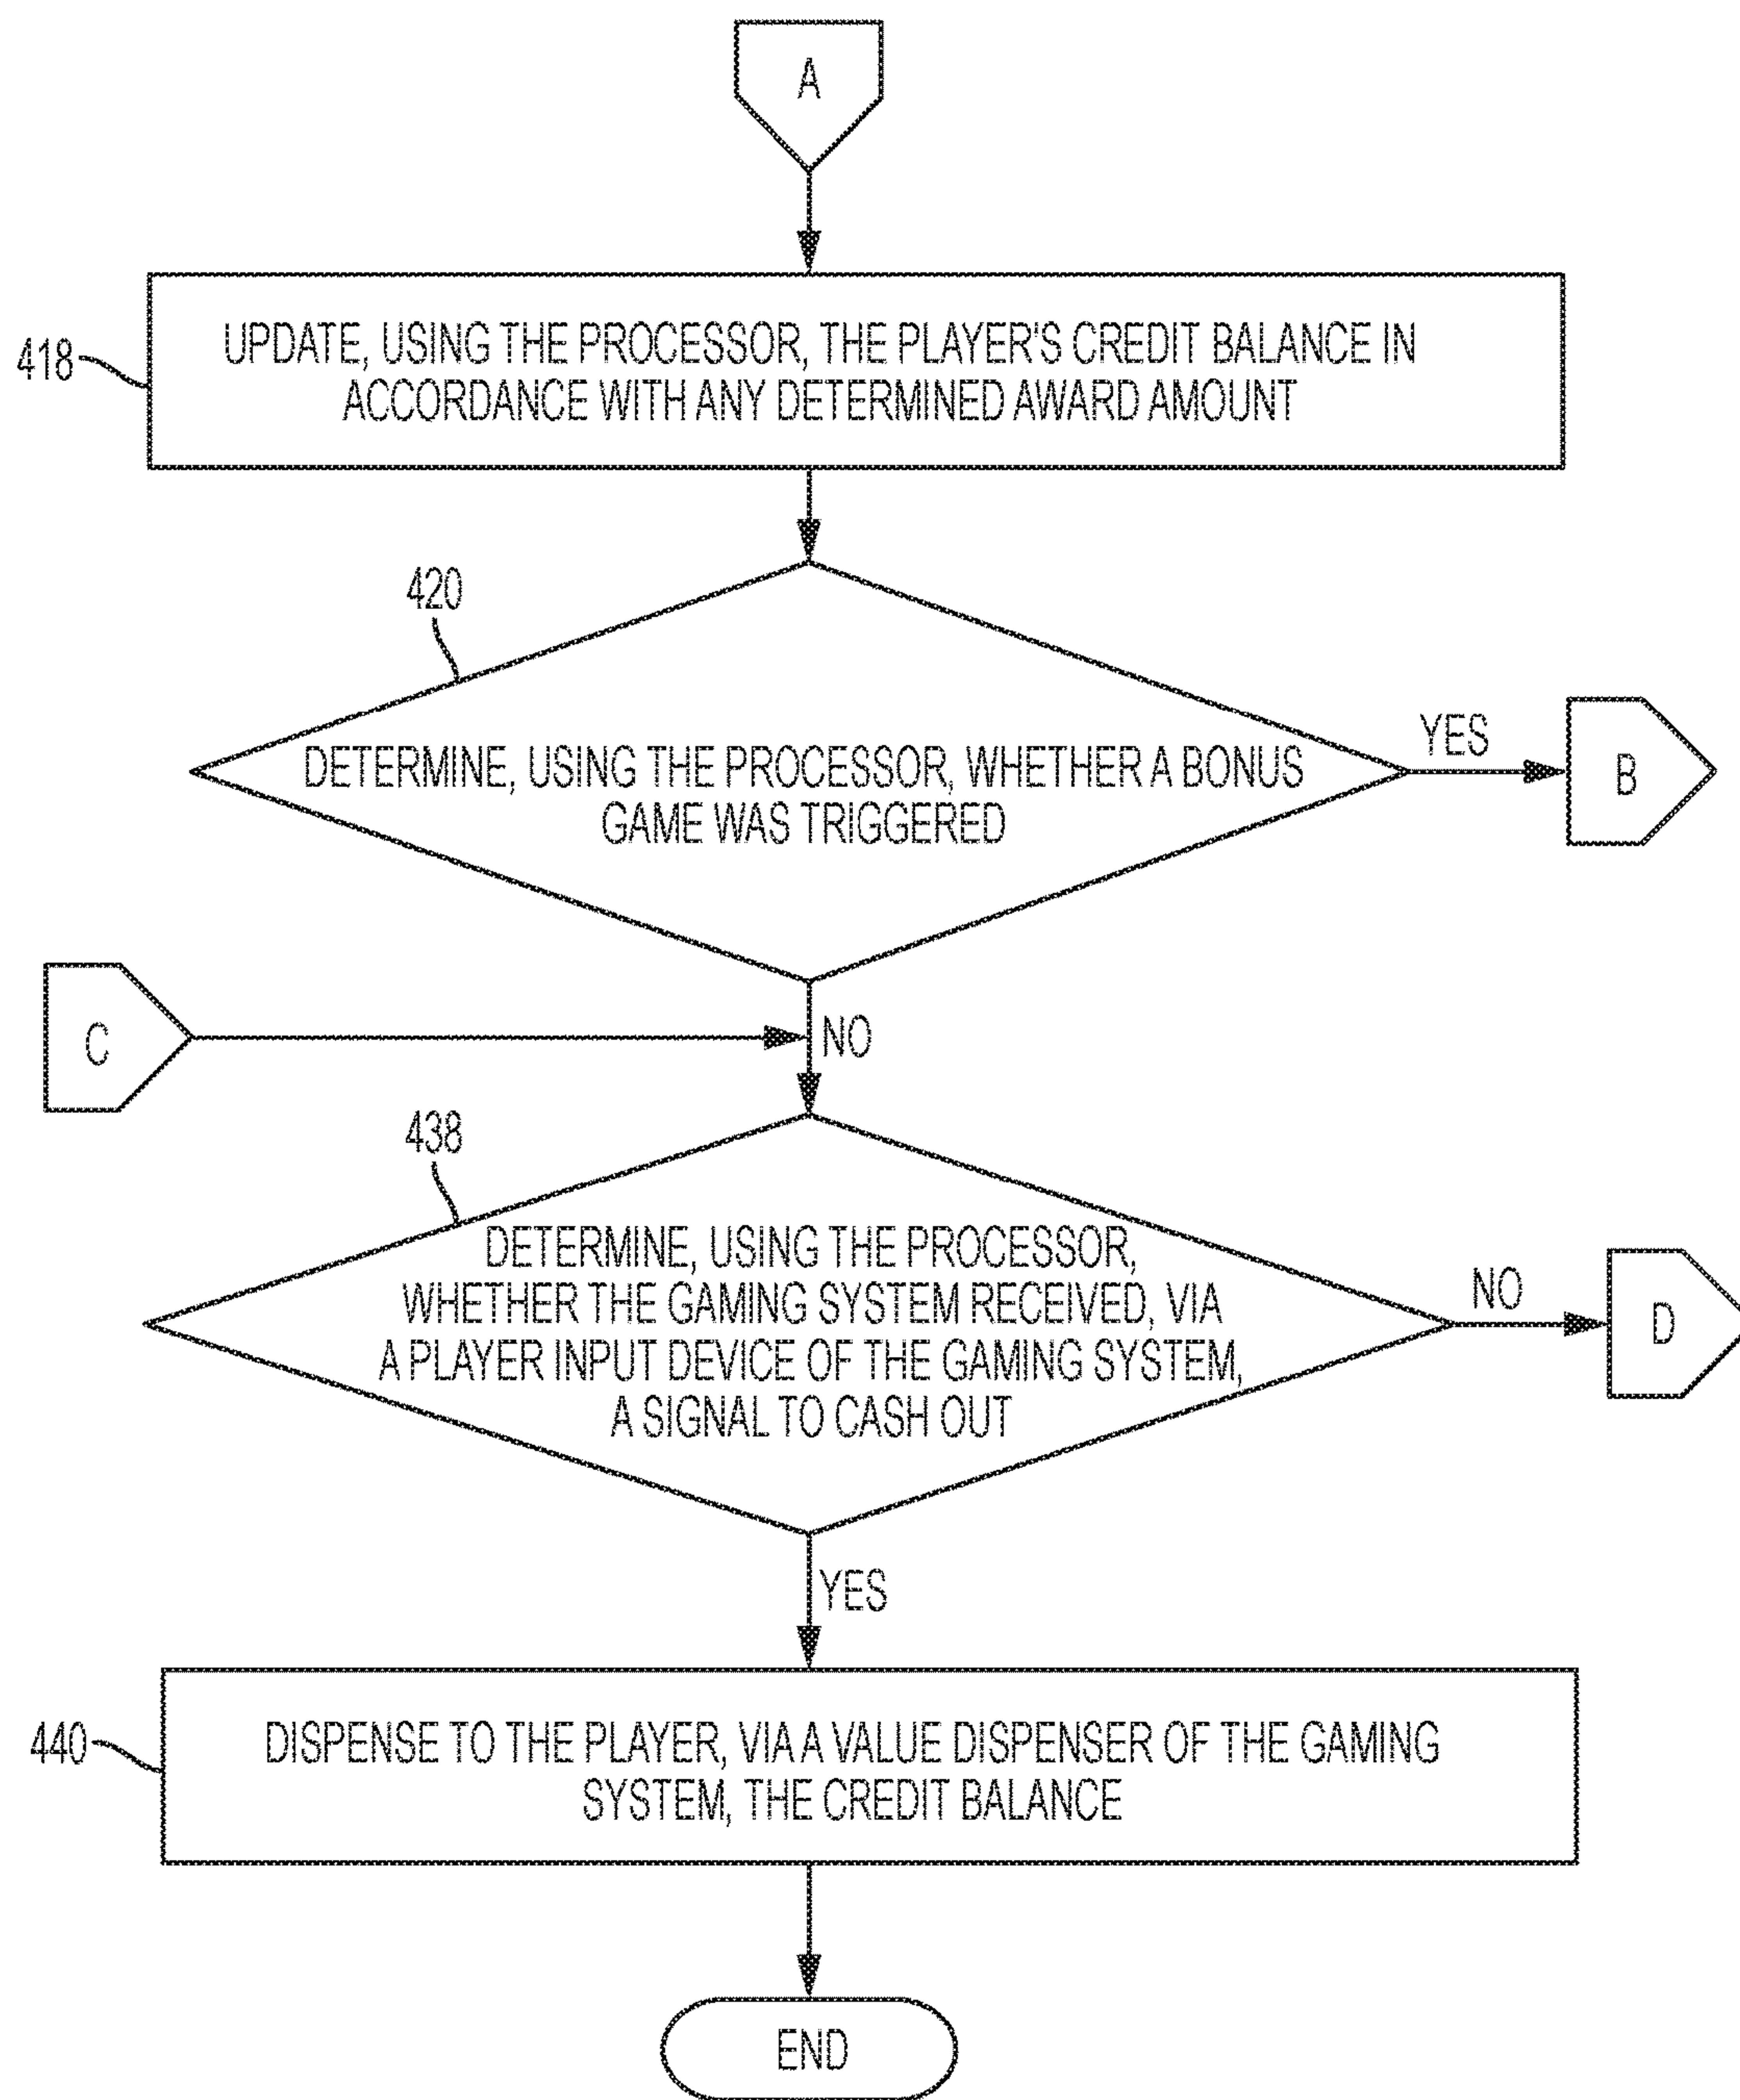 A
418
UPDATE, USING THE PROCESSOR, THE PLAYER'S CREDIT BALANCE IN
ACCORDANCE WITH ANY DETERMINED AWARD AMOUNT
420
DETERMINE, USING THE PROCESSOR, WHETHER A BONUS
GAME WAS TRIGGERED
YES
B
C
NO
438
DETERMINE, USING THE PROCESSOR,
WHETHER THE GAMING SYSTEM RECEIVED, VIA
A PLAYER INPUT DEVICE OF THE GAMING SYSTEM,
A SIGNAL TO CASH OUT
NO
D
YES
440
DISPENSE TO THE PLAYER, VIA A VALUE DISPENSER OF THE GAMING
SYSTEM, THE CREDIT BALANCE
END